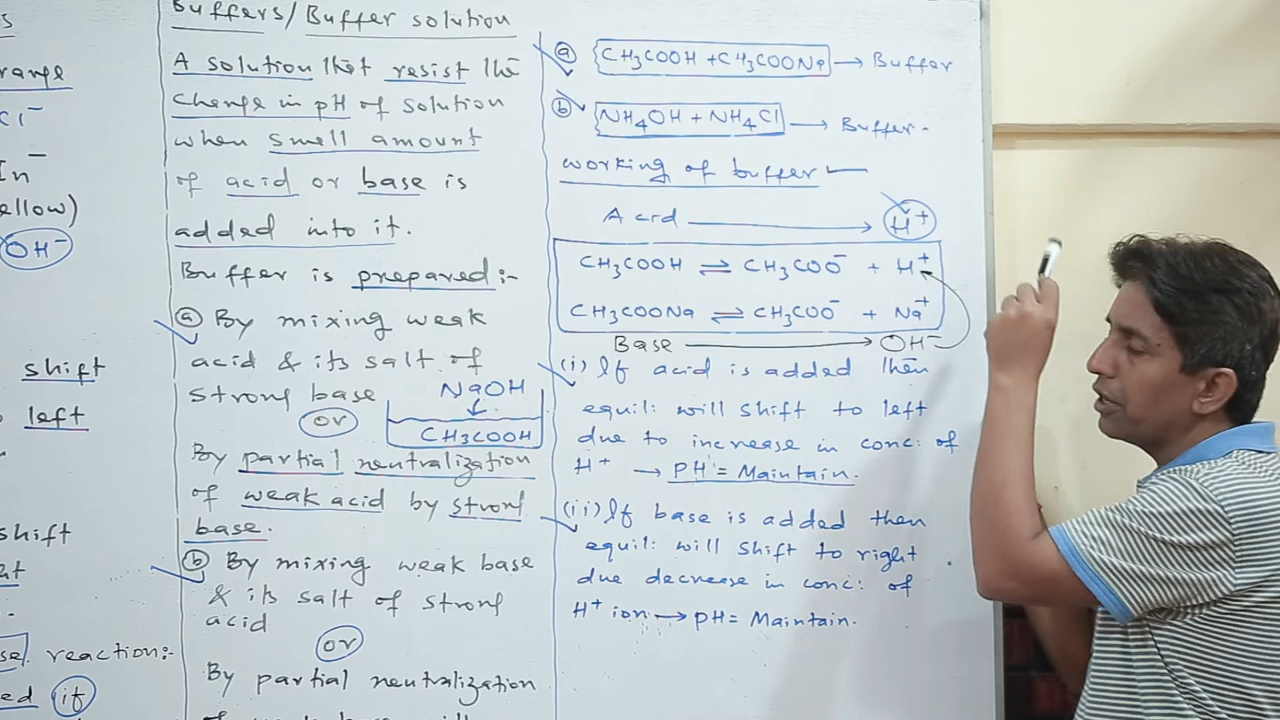 s
range
Cl⁻
In⁻
ellow)
OH⁻
shift
left
shift
reaction:-
ed (if
Buffers/Buffer solution
A solution that resist the
change in pH of solution
when small amount
of acid or base is
added into it.
Buffer is prepared:-
(a) By mixing weak
acid & its salt of
strong base
(or)
NaOH
CH₃COOH
By partial neutralization
of weak acid by strong
base.
(b) By mixing weak base
& its salt of strong
acid
(or)
By partial neutralization
(a) CH₃COOH + CH₃COONa → Buffer
(b) NH₄OH + NH₄Cl → Buffer.
working of buffer
Acid → H⁺
CH₃COOH ⇌ CH₃COO⁻ + H⁺
CH₃COONa ⇌ CH₃COO⁻ + Na⁺
Base → OH⁻
(i) If acid is added then
equil: will shift to left
due to increase in conc: of
H⁺ → PH = Maintain.
(ii) If base is added then
equil: will shift to right
due decrease in conc: of
H⁺ ion → pH = Maintain.